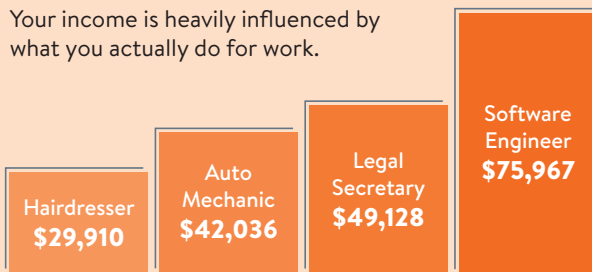 Your income is heavily influenced by
what you actually do for work.
Hairdresser
$29,910
Auto
Mechanic
$42,036
Legal
Secretary
$49,128
Software
Engineer
$75,967